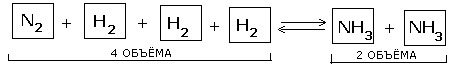 N₂ + H₂ + H₂ + H₂ ⇌ NH₃ + NH₃
4 ОБЪЁМА 2 ОБЪЁМА